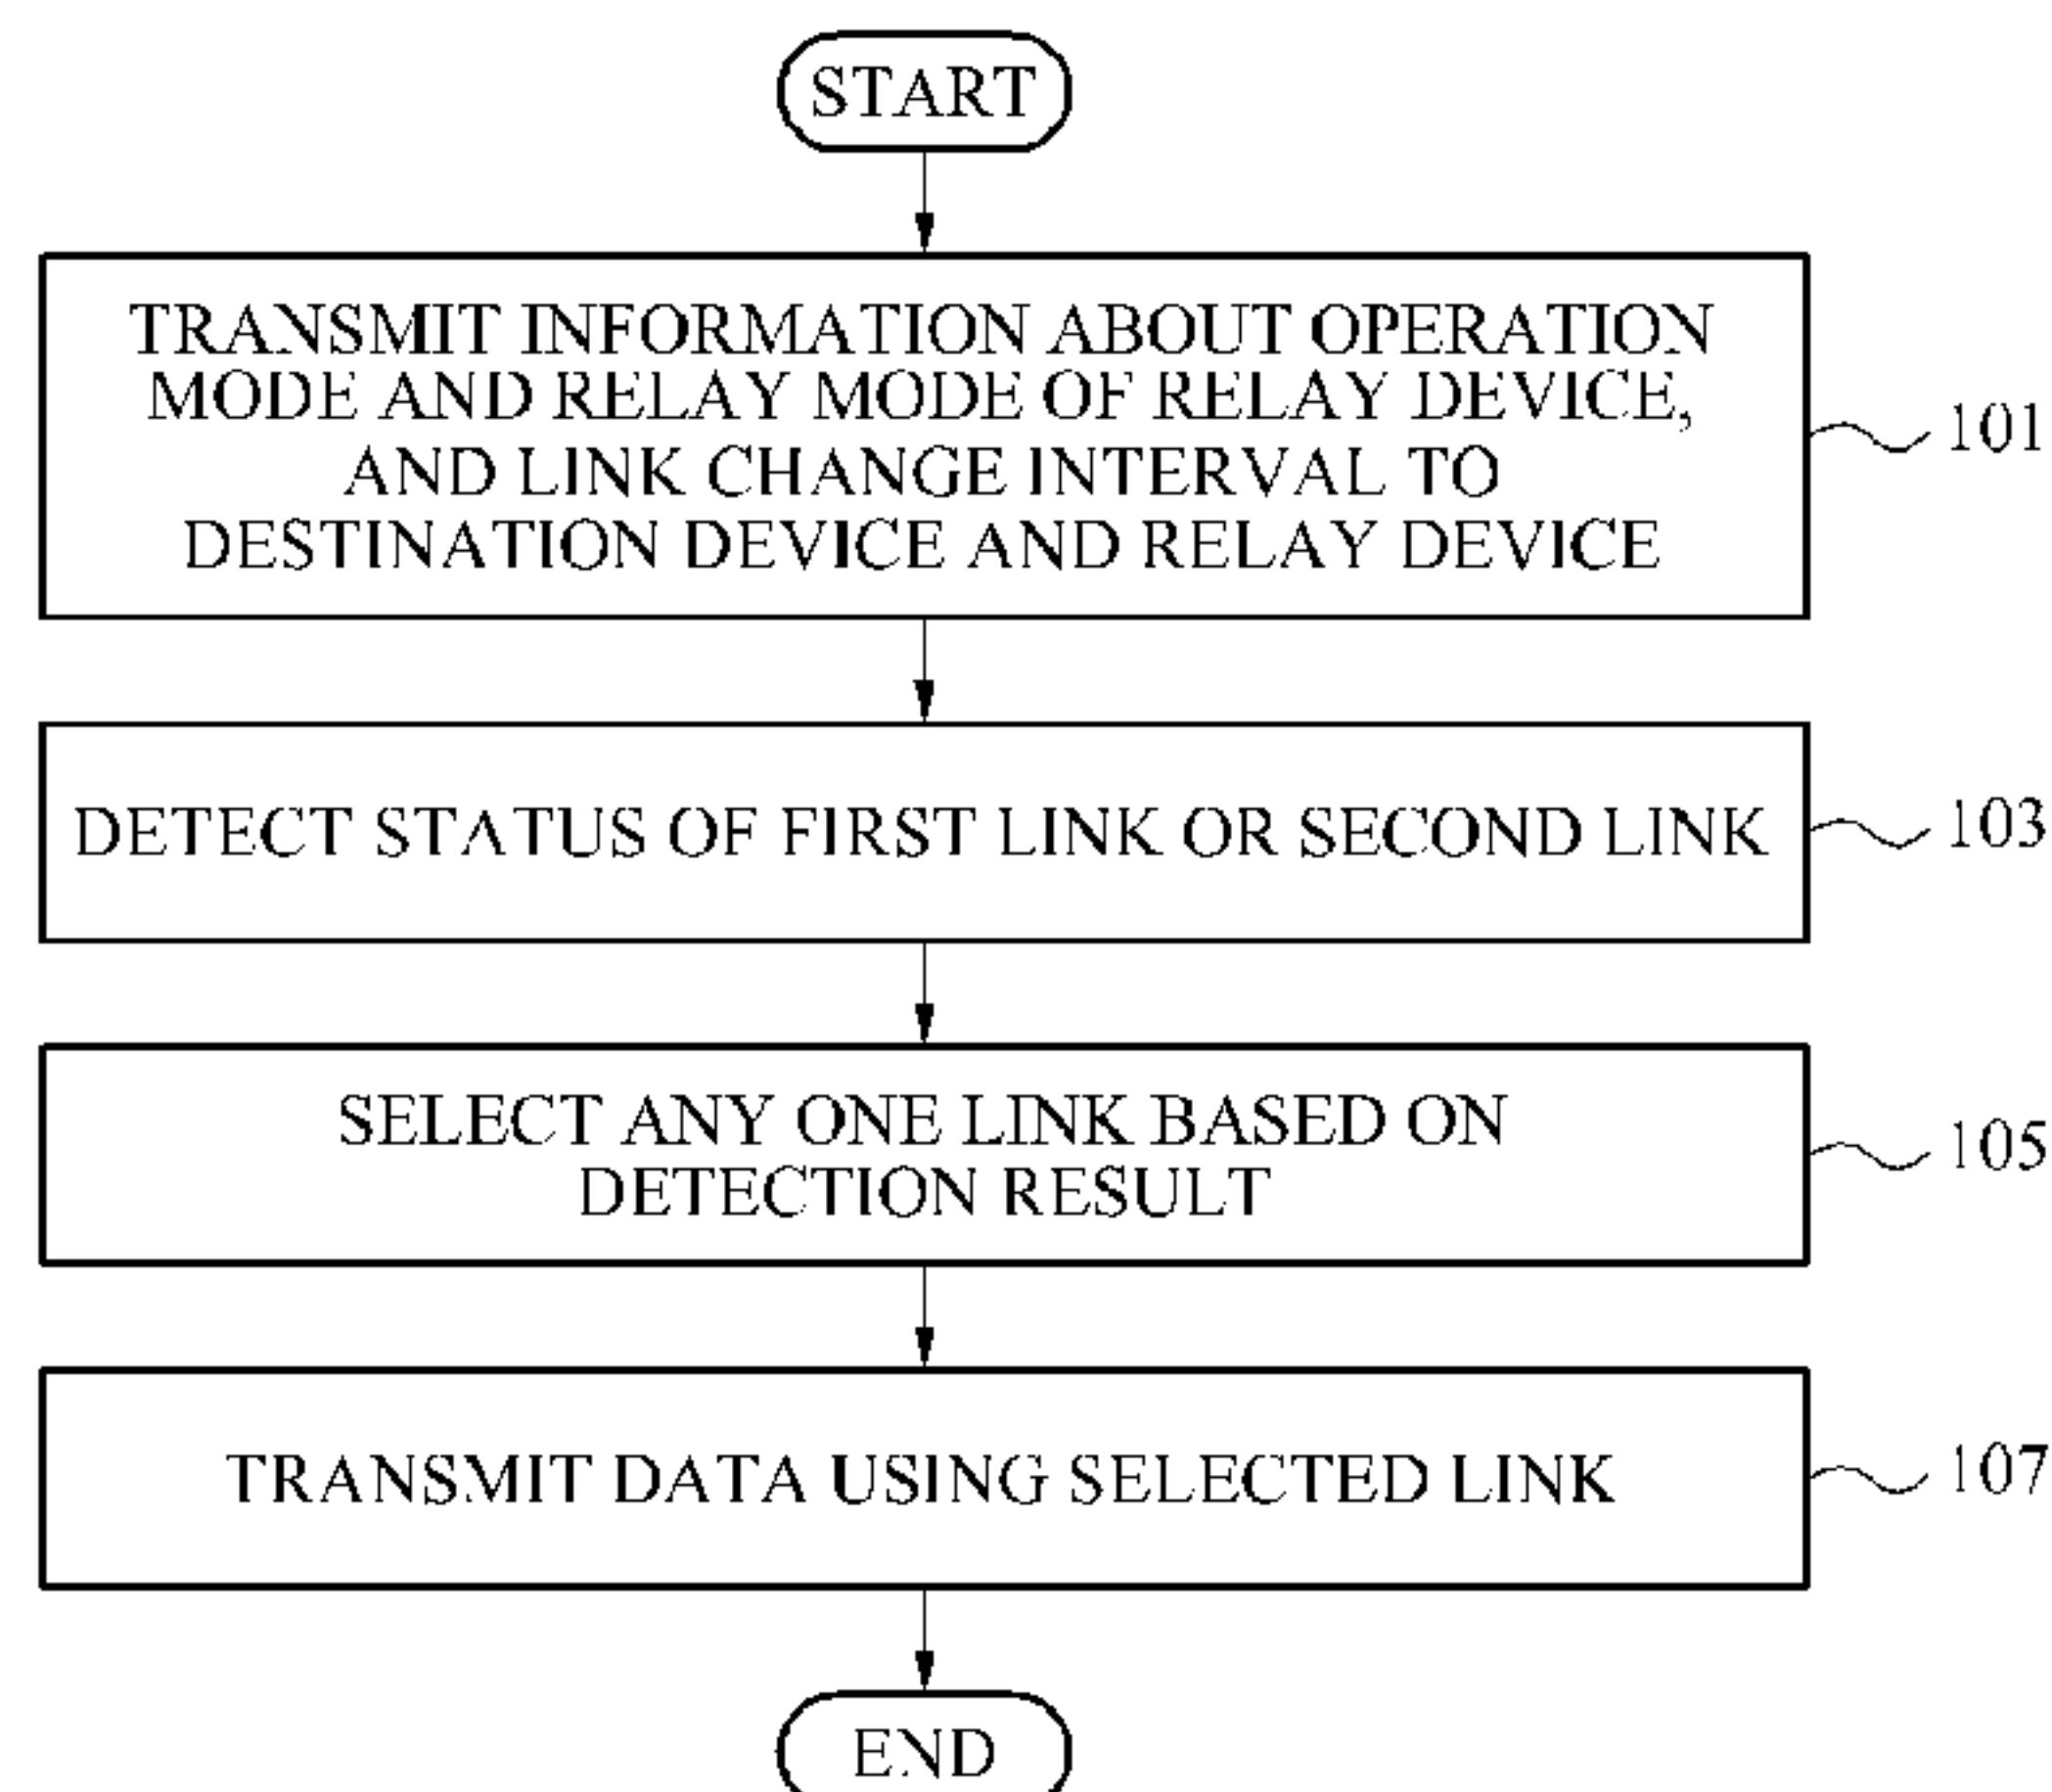 START
TRANSMIT INFORMATION ABOUT OPERATION
MODE AND RELAY MODE OF RELAY DEVICE,
AND LINK CHANGE INTERVAL TO
DESTINATION DEVICE AND RELAY DEVICE
101
DETECT STATUS OF FIRST LINK OR SECOND LINK
103
SELECT ANY ONE LINK BASED ON
DETECTION RESULT
105
TRANSMIT DATA USING SELECTED LINK
107
END